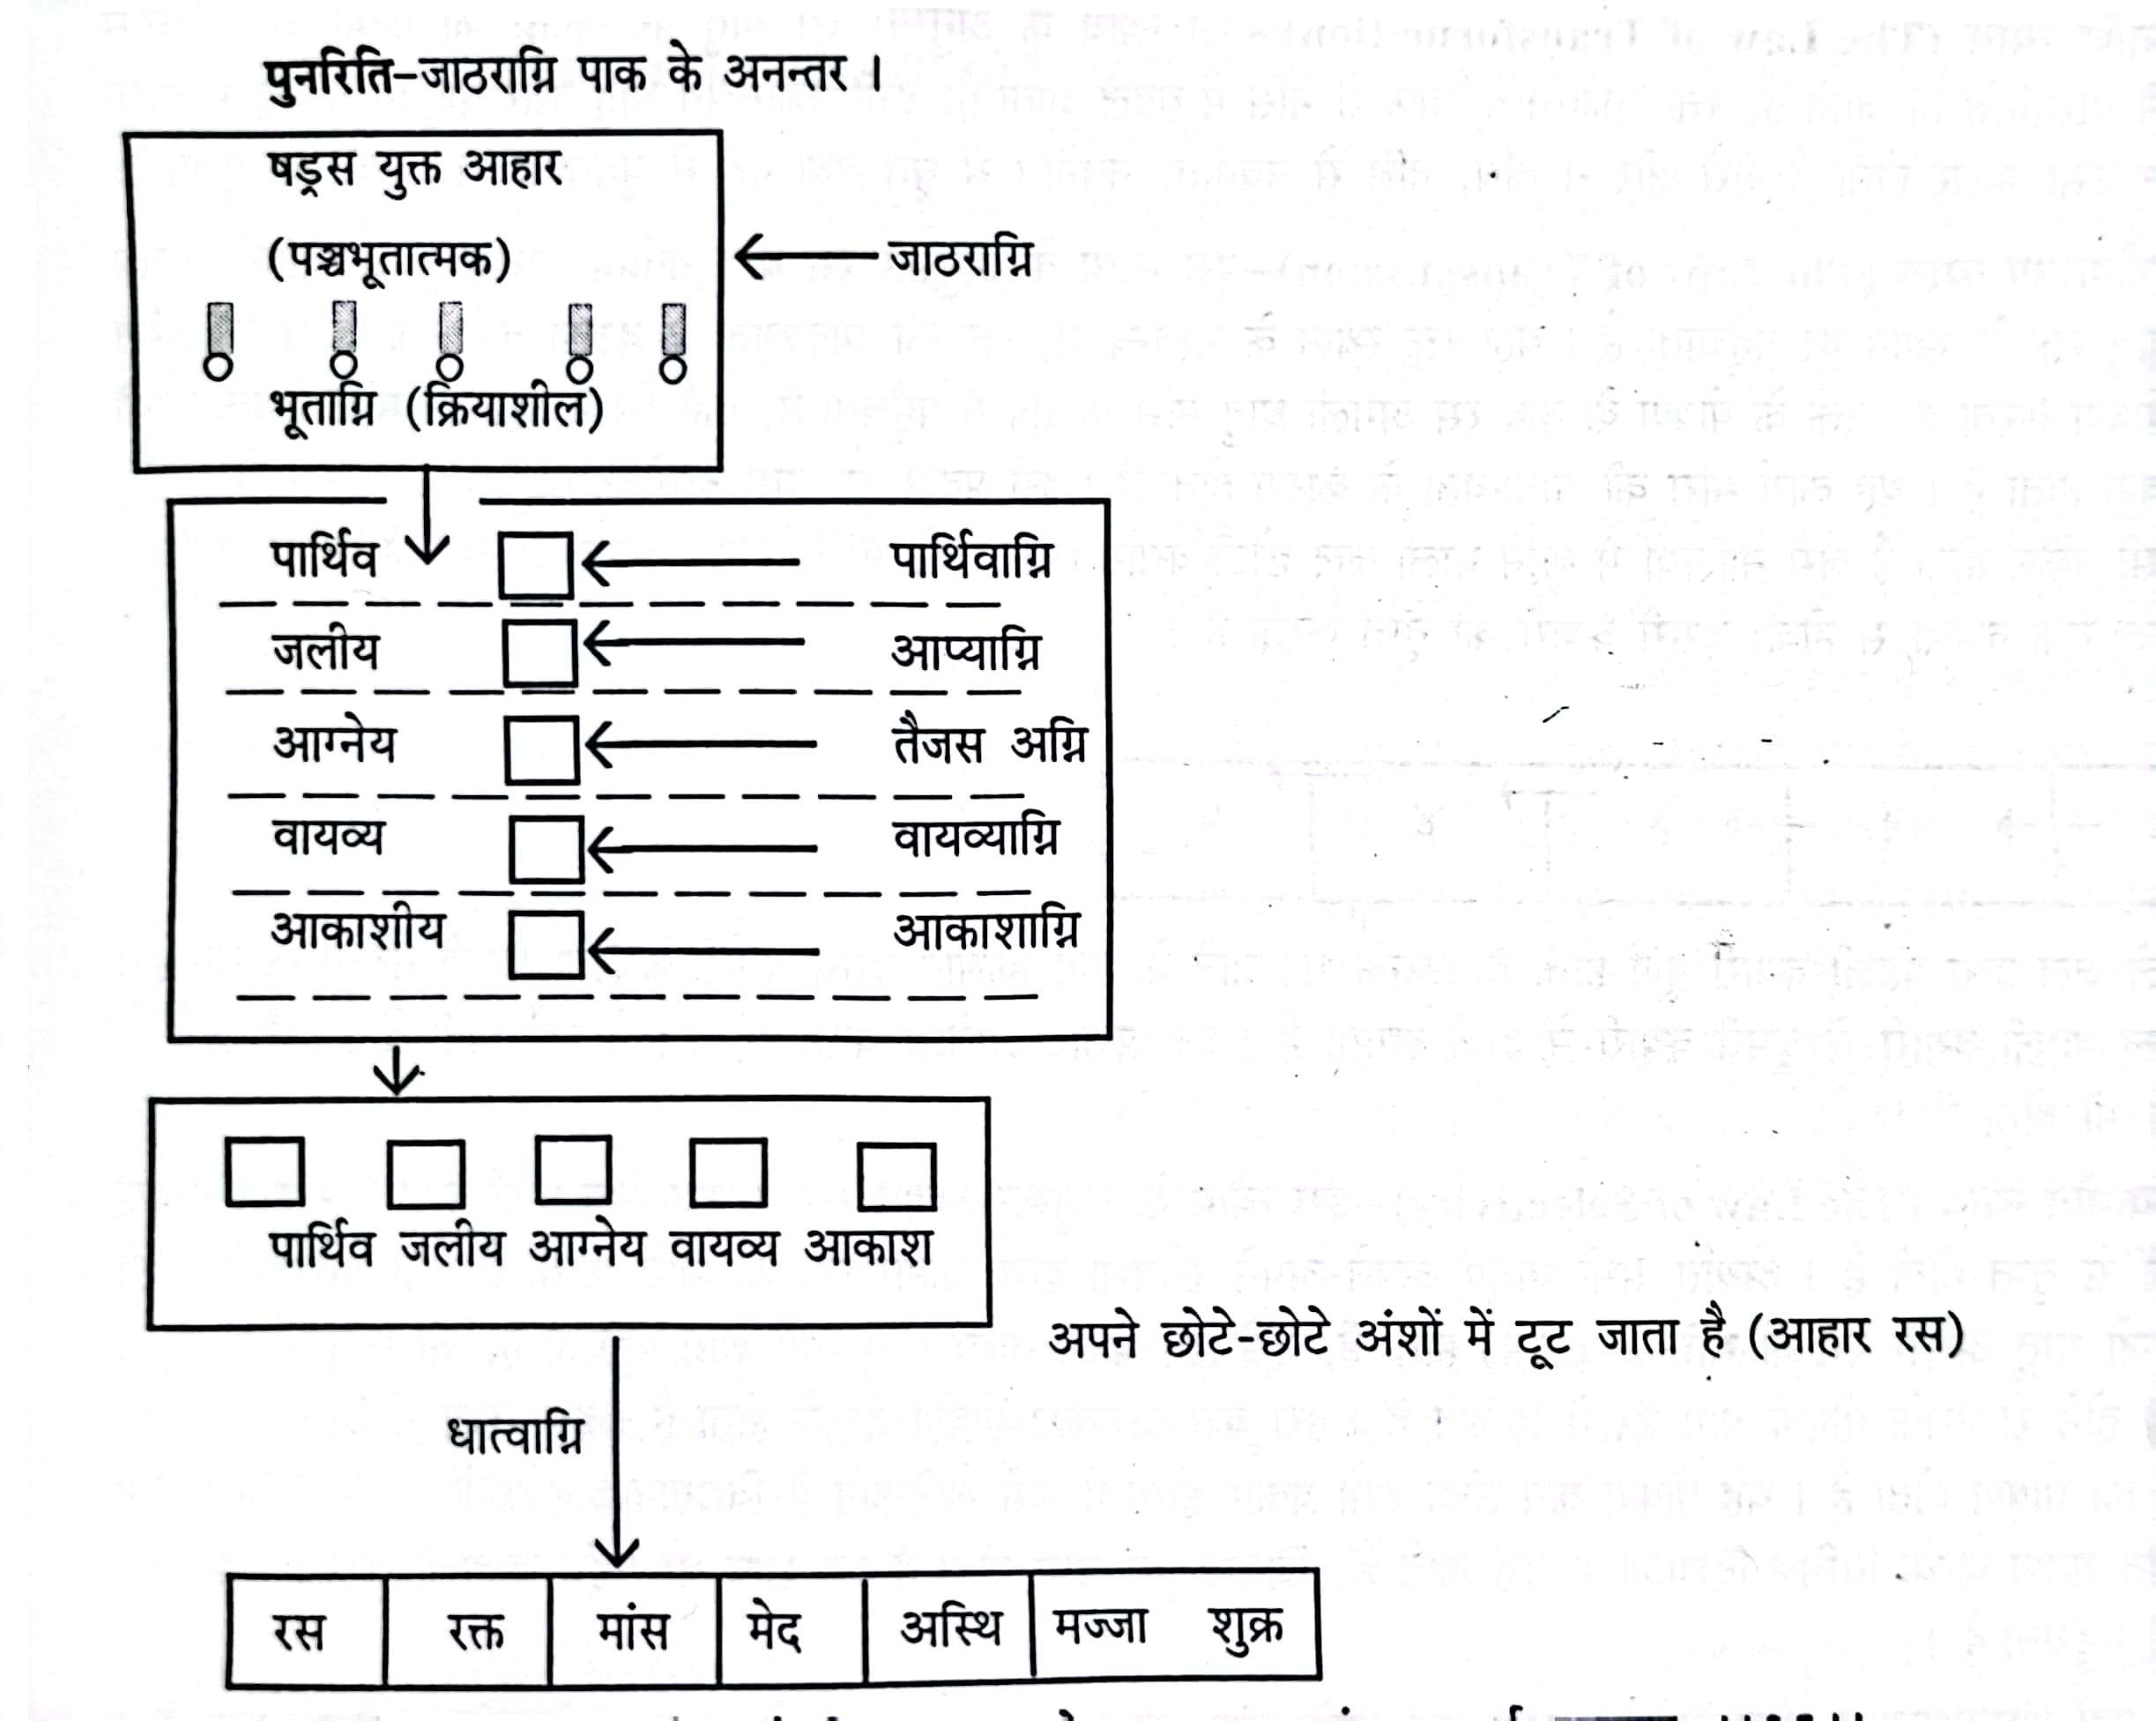 पुनरिति–जाठराग्नि पाक के अनन्तर ।
षड्रस युक्त आहार
(पञ्चभूतात्मक)
जाठराग्नि
भूताग्नि (क्रियाशील)
पार्थिव पार्थिवाग्नि
जलीय आप्याग्नि
आग्नेय तैजस अग्नि
वायव्य वायव्याग्नि
आकाशीय आकाशाग्नि
पार्थिव जलीय आग्नेय वायव्य आकाश
अपने छोटे-छोटे अंशों में टूट जाता है (आहार रस)
धात्वाग्नि
रस रक्त मांस मेद अस्थि मज्जा शुक्र